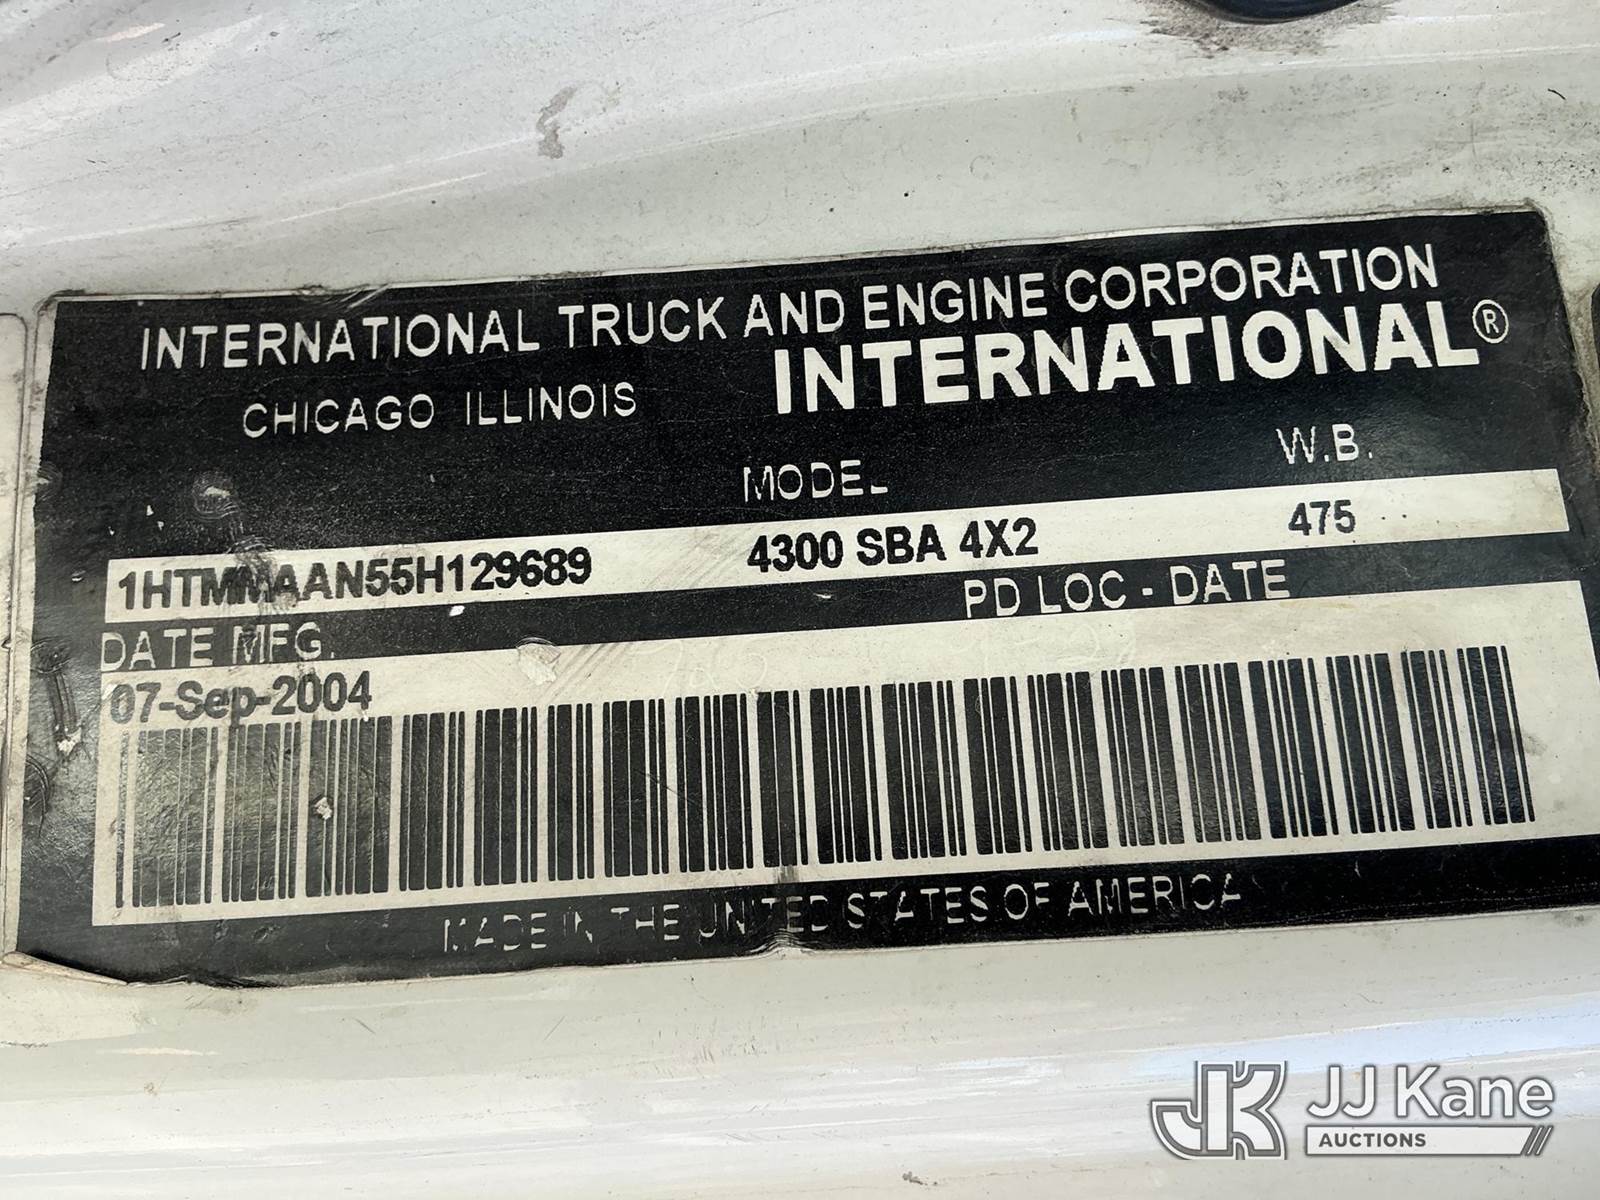 INTERNATIONAL TRUCK AND ENGINE CORPORATION
CHICAGO ILLINOIS INTERNATIONAL®
MODEL W.B.
1HTMMAAN55H129689 4300 SBA 4X2 475
DATE MFG. PD LOC - DATE
07-Sep-2004
MADE IN THE UNITED STATES OF AMERICA
JK JJ Kane
AUCTIONS